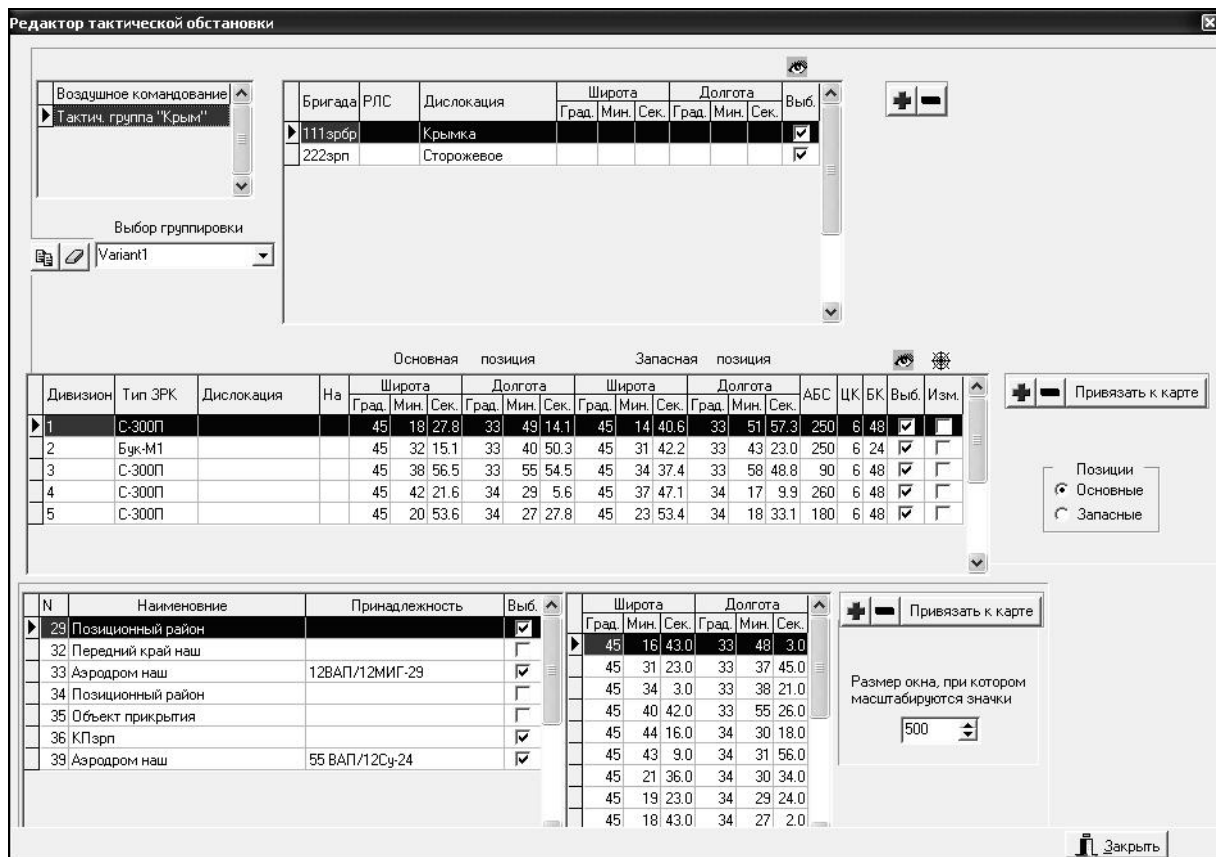 Редактор тактической обстановки
Воздушное командование
Тактич. группа "Крым"
Выбор группировки
Variant1
Бригада РЛС Дислокация Широта Долгота Выб.
Град. Мин. Сек. Град. Мин. Сек.
111зрбр Крымка
222зрп Сторожевое
Основная позиция Запасная позиция
Дивизион Тип ЗРК Дислокация На Широта Долгота Широта Долгота АБС ЦК БК Выб. Изм.
Град. Мин. Сек. Град. Мин. Сек. Град. Мин. Сек. Град. Мин. Сек.
1 С-300П 45 18 27.8 33 49 14.1 45 14 40.6 33 51 57.3 250 6 48
2 Бук-М1 45 32 15.1 33 40 50.3 45 31 42.2 33 43 23.0 250 6 24
3 С-300П 45 38 56.5 33 55 54.5 45 34 37.4 33 58 48.8 90 6 48
4 С-300П 45 42 21.6 34 29 5.6 45 37 47.1 34 17 9.9 260 6 48
5 С-300П 45 20 53.6 34 27 27.8 45 23 53.4 34 18 33.1 180 6 48
Привязать к карте
Позиции
Основные
Запасные
N Наименовние Принадлежность Выб.
29 Позиционный район
32 Передний край наш
33 Аэродром наш 12ВАП/12МИГ-29
34 Позиционный район
35 Объект прикрытия
36 КПзрп
39 Аэродром наш 55 ВАП/12Су-24
Широта Долгота
Град. Мин. Сек. Град. Мин. Сек.
45 16 43.0 33 48 3.0
45 31 23.0 33 37 45.0
45 34 3.0 33 38 21.0
45 40 42.0 33 55 26.0
45 44 16.0 34 30 18.0
45 43 9.0 34 31 56.0
45 21 36.0 34 30 34.0
45 19 23.0 34 29 24.0
45 18 43.0 34 27 2.0
Привязать к карте
Размер окна, при котором
масштабируются значки
500
Закрыть